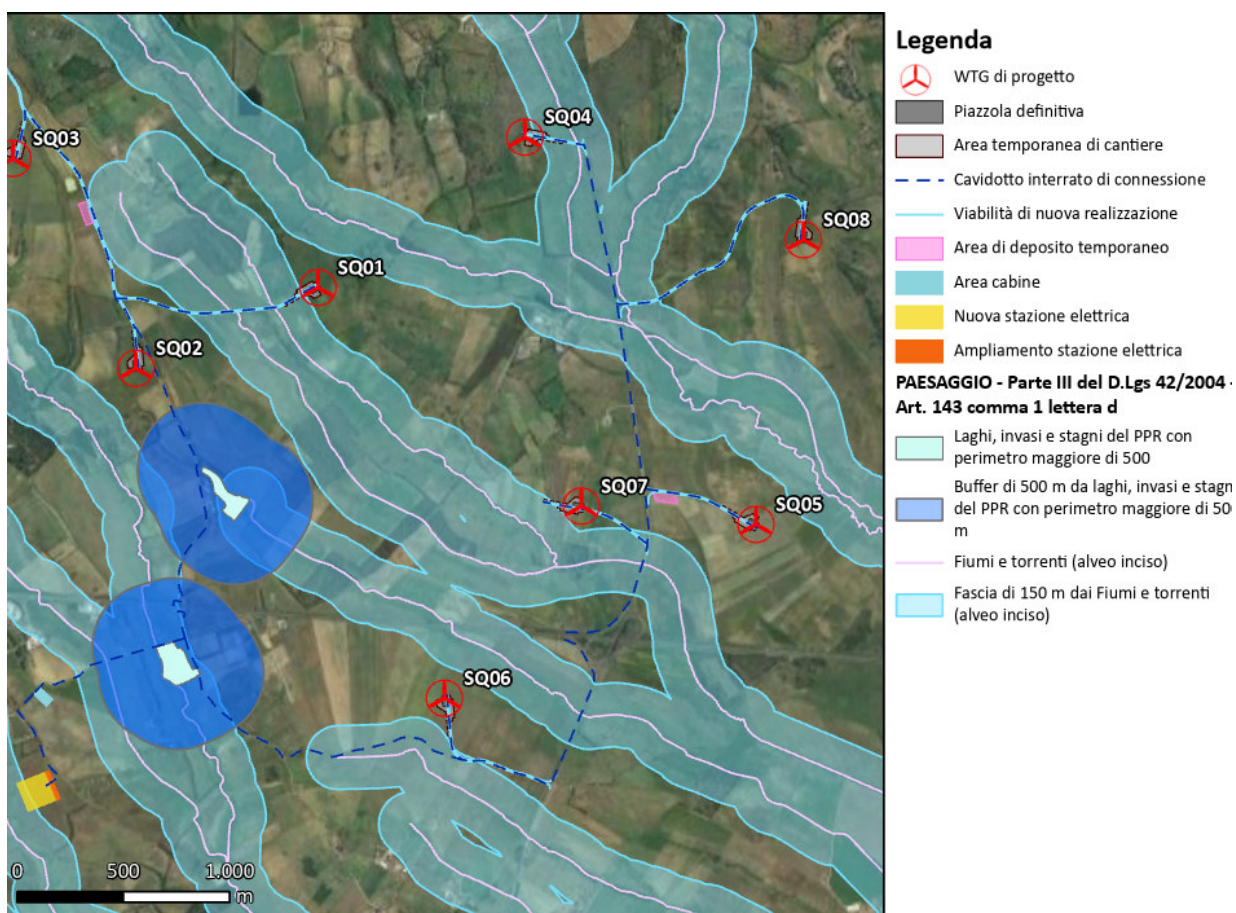 SQ03
SQ04
SQ08
SQ01
SQ02
SQ07
SQ05
SQ06
0 500 1.000
m
Legenda
WTG di progetto
Piazzola definitiva
Area temporanea di cantiere
Cavidotto interrato di connessione
Viabilità di nuova realizzazione
Area di deposito temporaneo
Area cabine
Nuova stazione elettrica
Ampliamento stazione elettrica
PAESAGGIO - Parte III del D.Lgs 42/2004 -
Art. 143 comma 1 lettera d
Laghi, invasi e stagni del PPR con
perimetro maggiore di 500
Buffer di 500 m da laghi, invasi e stagn
del PPR con perimetro maggiore di 50
m
Fiumi e torrenti (alveo inciso)
Fascia di 150 m dai Fiumi e torrenti
(alveo inciso)